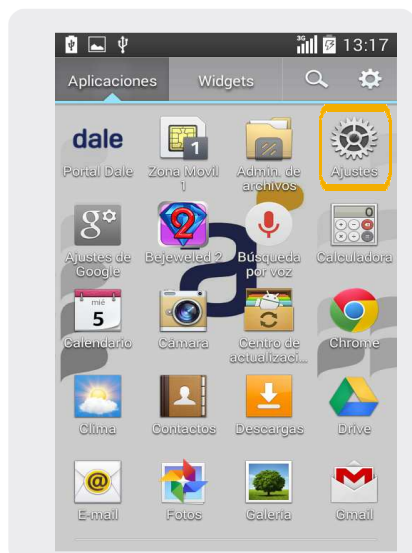 3G 13:17
Aplicaciones Widgets
dale
1
Portal Dale
Zona Movil
1
Admin. de
archivos
Ajustes
g
2
0
Ajustes de
Google
Bejeweled 2
Búsqueda
por voz
Calculadora
mié
5
Calendario
Cámara
Centro de
actualizaci...
Chrome
Clima
Contactos
Descargas
Drive
@
E-mail
Fotos
Galería
M
Gmail